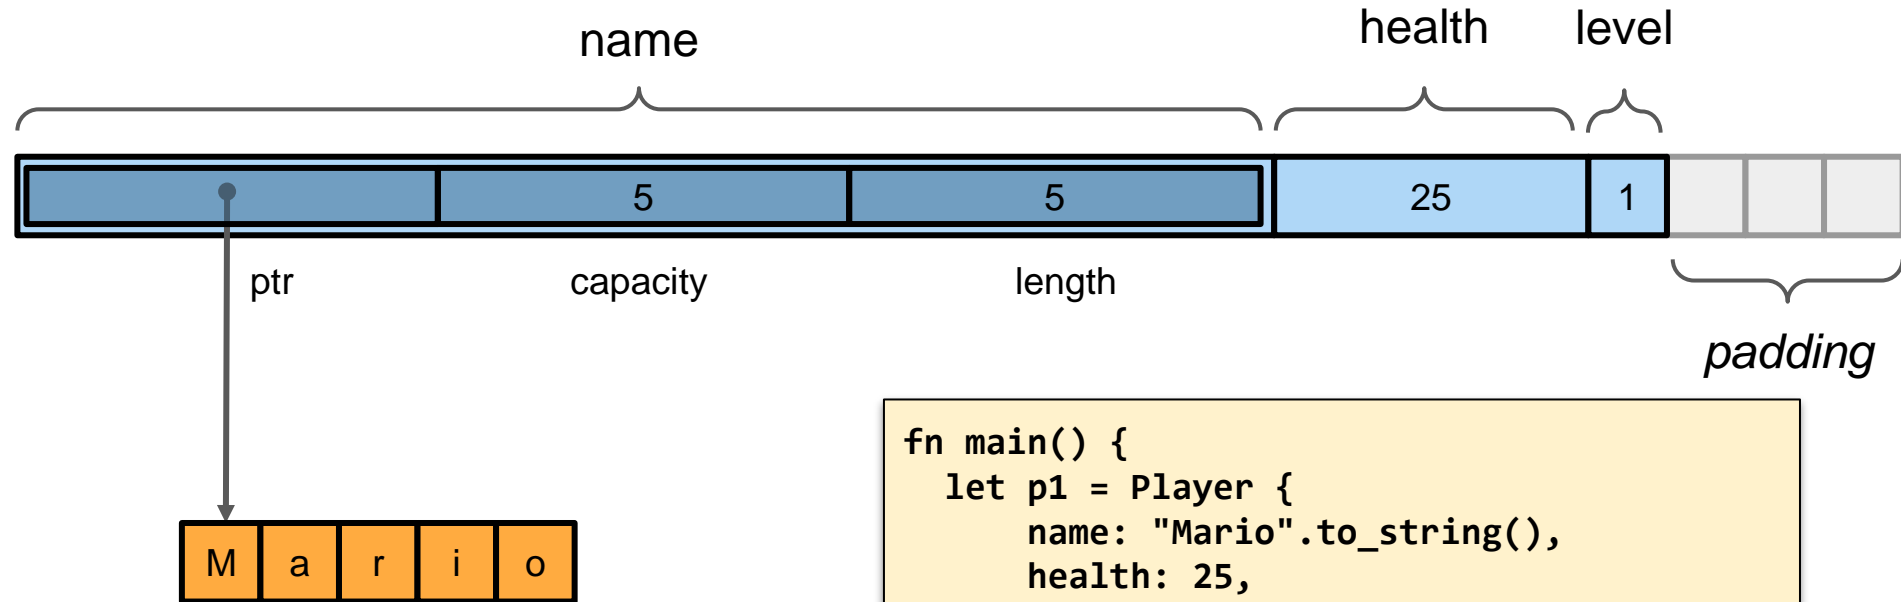 name health level
5 5 25 1
ptr capacity length
padding
fn main() {
  let p1 = Player {
      name: "Mario".to_string(),
      health: 25,
M a r i o